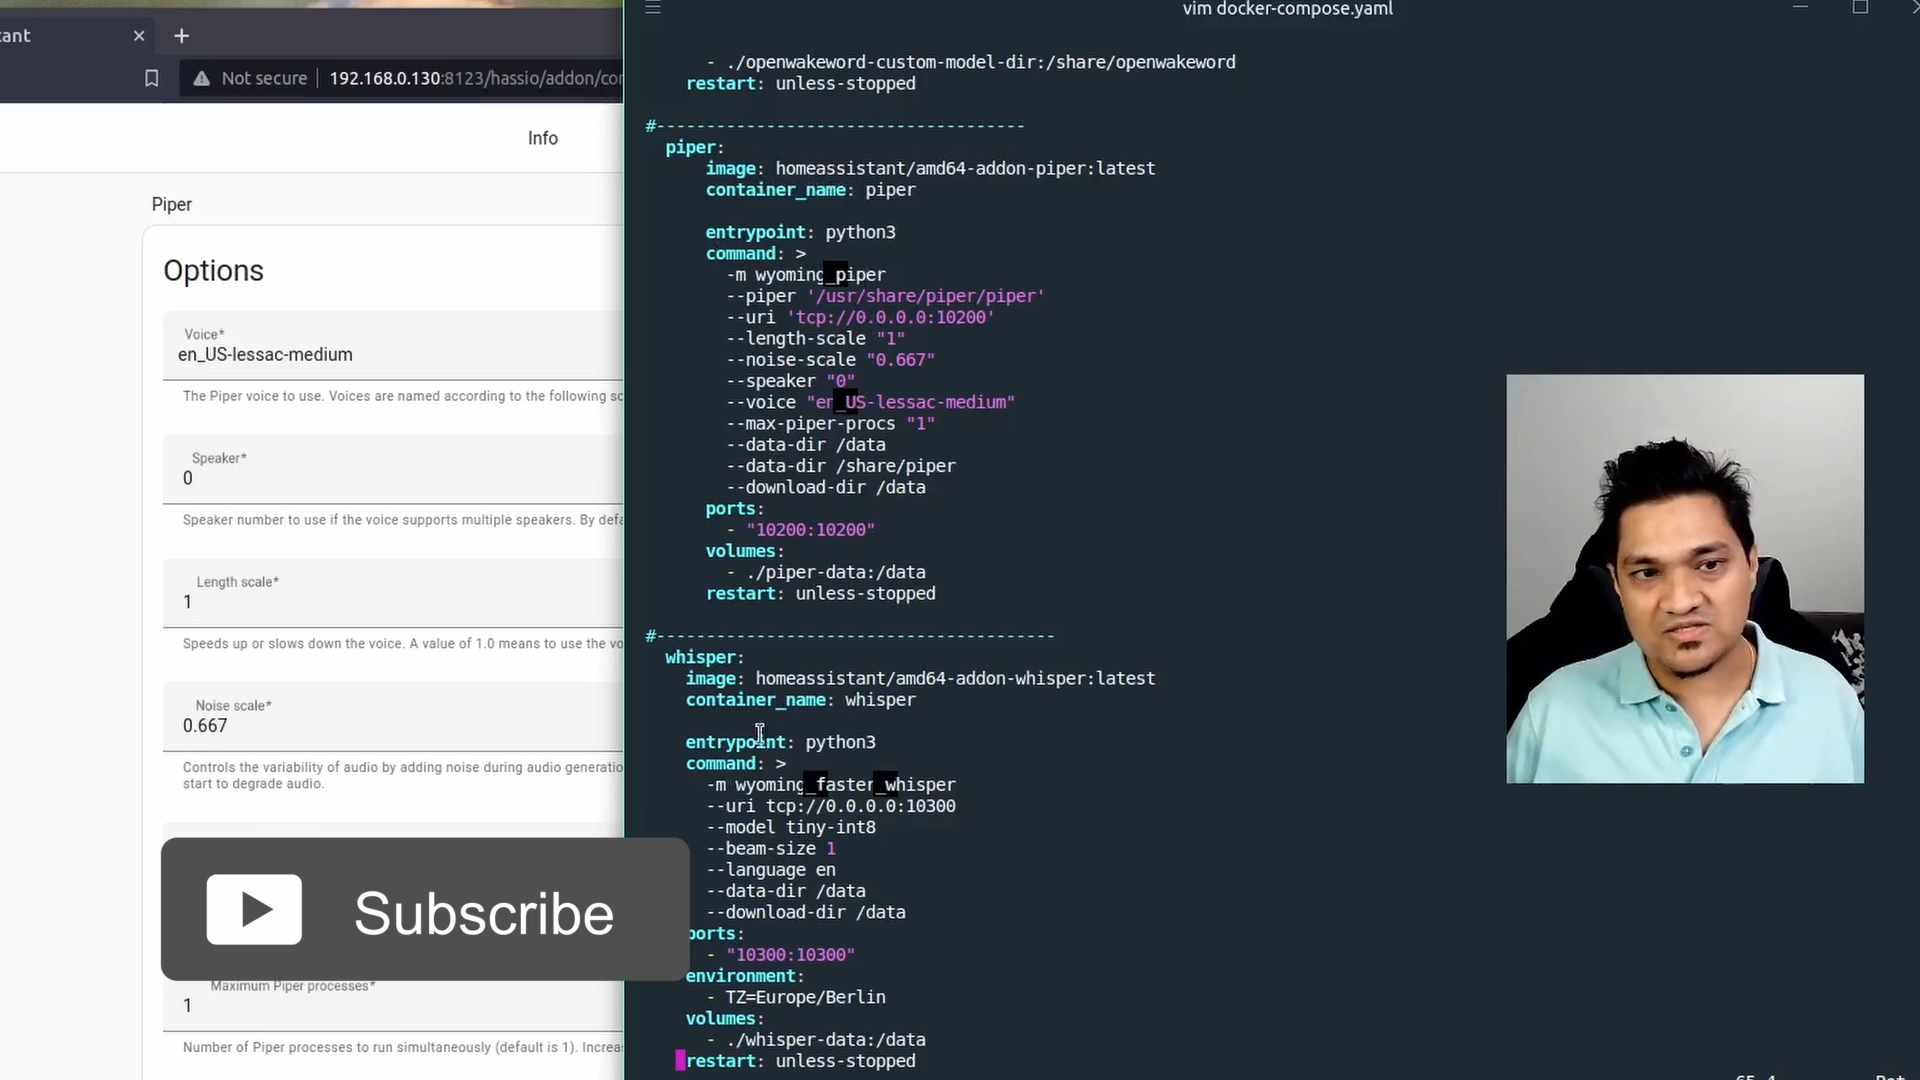 ant
Not secure
192.168.0.130:8123/hassio/addon/cor
Info
Piper
Options
Voice*
en_US-lessac-medium
The Piper voice to use. Voices are named according to the following sc
Speaker*
0
Speaker number to use if the voice supports multiple speakers. By defa
Length scale*
1
Speeds up or slows down the voice. A value of 1.0 means to use the vo
Noise scale*
0.667
Controls the variability of audio by adding noise during audio generatio
start to degrade audio.
Subscribe
Maximum Piper processes*
1
Number of Piper processes to run simultaneously (default is 1). Increa
vim docker-compose.yaml
- ./openwakeword-custom-model-dir:/share/openwakeword
restart: unless-stopped
#-------------------------------------
piper:
image: homeassistant/amd64-addon-piper:latest
container_name: piper
entrypoint: python3
command: >
-m wyoming_piper
--piper '/usr/share/piper/piper'
--uri 'tcp://0.0.0.0:10200'
--length-scale "1"
--noise-scale "0.667"
--speaker "0"
--voice "en_US-lessac-medium"
--max-piper-procs "1"
--data-dir /data
--data-dir /share/piper
--download-dir /data
ports:
- "10200:10200"
volumes:
- ./piper-data:/data
restart: unless-stopped
#----------------------------------------
whisper:
image: homeassistant/amd64-addon-whisper:latest
container_name: whisper
entrypoint: python3
command: >
-m wyoming_faster_whisper
--uri tcp://0.0.0.0:10300
--model tiny-int8
--beam-size 1
--language en
--data-dir /data
--download-dir /data
ports:
- "10300:10300"
environment:
- TZ=Europe/Berlin
volumes:
- ./whisper-data:/data
restart: unless-stopped